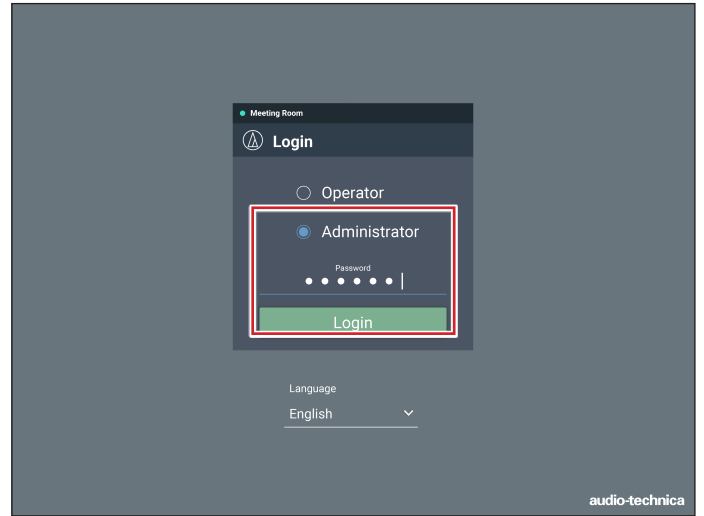 Meeting Room
Login
Operator
Administrator
Password
Login
Language
English
audio-technica